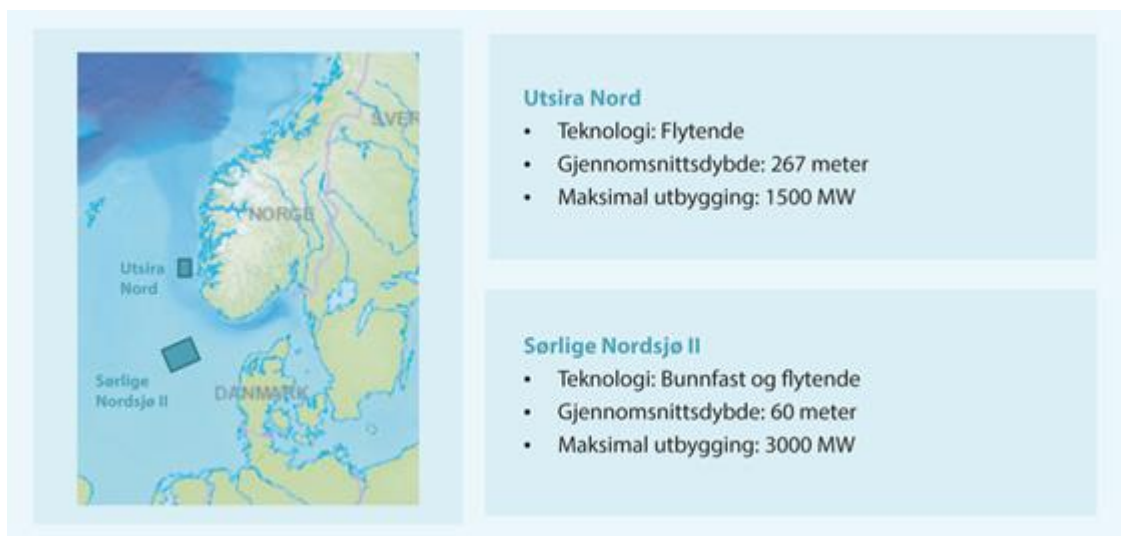 SVER
NORGE
Utsira
Nord
Sørlige
Nordsjø II
DANMARK
Utsira Nord
• Teknologi: Flytende
• Gjennomsnittsdybde: 267 meter
• Maksimal utbygging: 1500 MW
Sørlige Nordsjø II
• Teknologi: Bunnfast og flytende
• Gjennomsnittsdybde: 60 meter
• Maksimal utbygging: 3000 MW